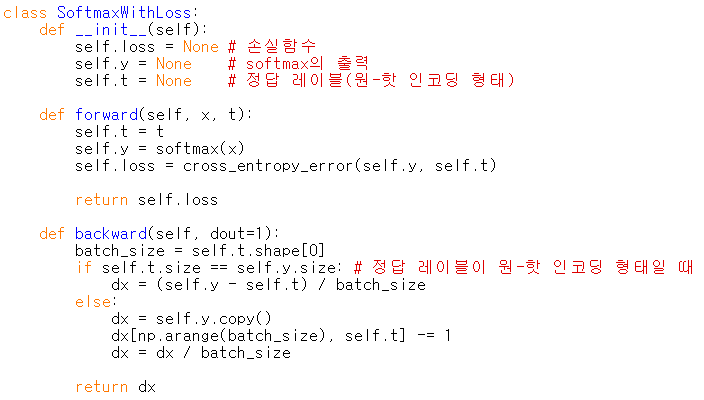 class SoftmaxWithLoss:
    def __init__(self):
        self.loss = None # 손실함수
        self.y = None    # softmax의 출력
        self.t = None    # 정답 레이블(원-핫 인코딩 형태)

    def forward(self, x, t):
        self.t = t
        self.y = softmax(x)
        self.loss = cross_entropy_error(self.y, self.t)

        return self.loss

    def backward(self, dout=1):
        batch_size = self.t.shape[0]
        if self.t.size == self.y.size: # 정답 레이블이 원-핫 인코딩 형태일 때
            dx = (self.y - self.t) / batch_size
        else:
            dx = self.y.copy()
            dx[np.arange(batch_size), self.t] -= 1
            dx = dx / batch_size

        return dx